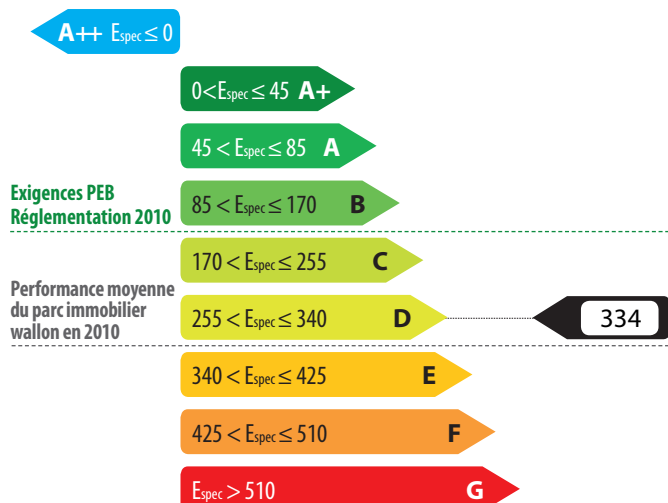 A++ Espec ≤ 0
0<Espec ≤ 45 A+
45 < Espec ≤ 85 A
Exigences PEB
Réglementation 2010
85 < Espec ≤ 170 B
170 < Espec ≤ 255 C
Performance moyenne
du parc immobilier
wallon en 2010
255 < Espec ≤ 340 D
334
340 < Espec ≤ 425 E
425 < Espec ≤ 510 F
Espec > 510 G